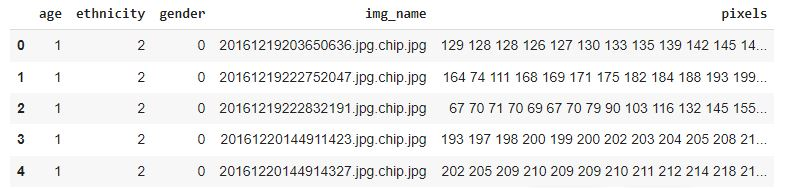 age ethnicity gender img_name pixels
0 1 2 0 20161219203650636.jpg.chip.jpg 129 128 128 126 127 130 133 135 139 142 145 14...
1 1 2 0 20161219222752047.jpg.chip.jpg 164 74 111 168 169 171 175 182 184 188 193 199...
2 1 2 0 20161219222832191.jpg.chip.jpg 67 70 71 70 69 67 70 79 90 103 116 132 145 155...
3 1 2 0 20161220144911423.jpg.chip.jpg 193 197 198 200 199 200 202 203 204 205 208 21...
4 1 2 0 20161220144914327.jpg.chip.jpg 202 205 209 210 209 209 210 211 212 214 218 21...